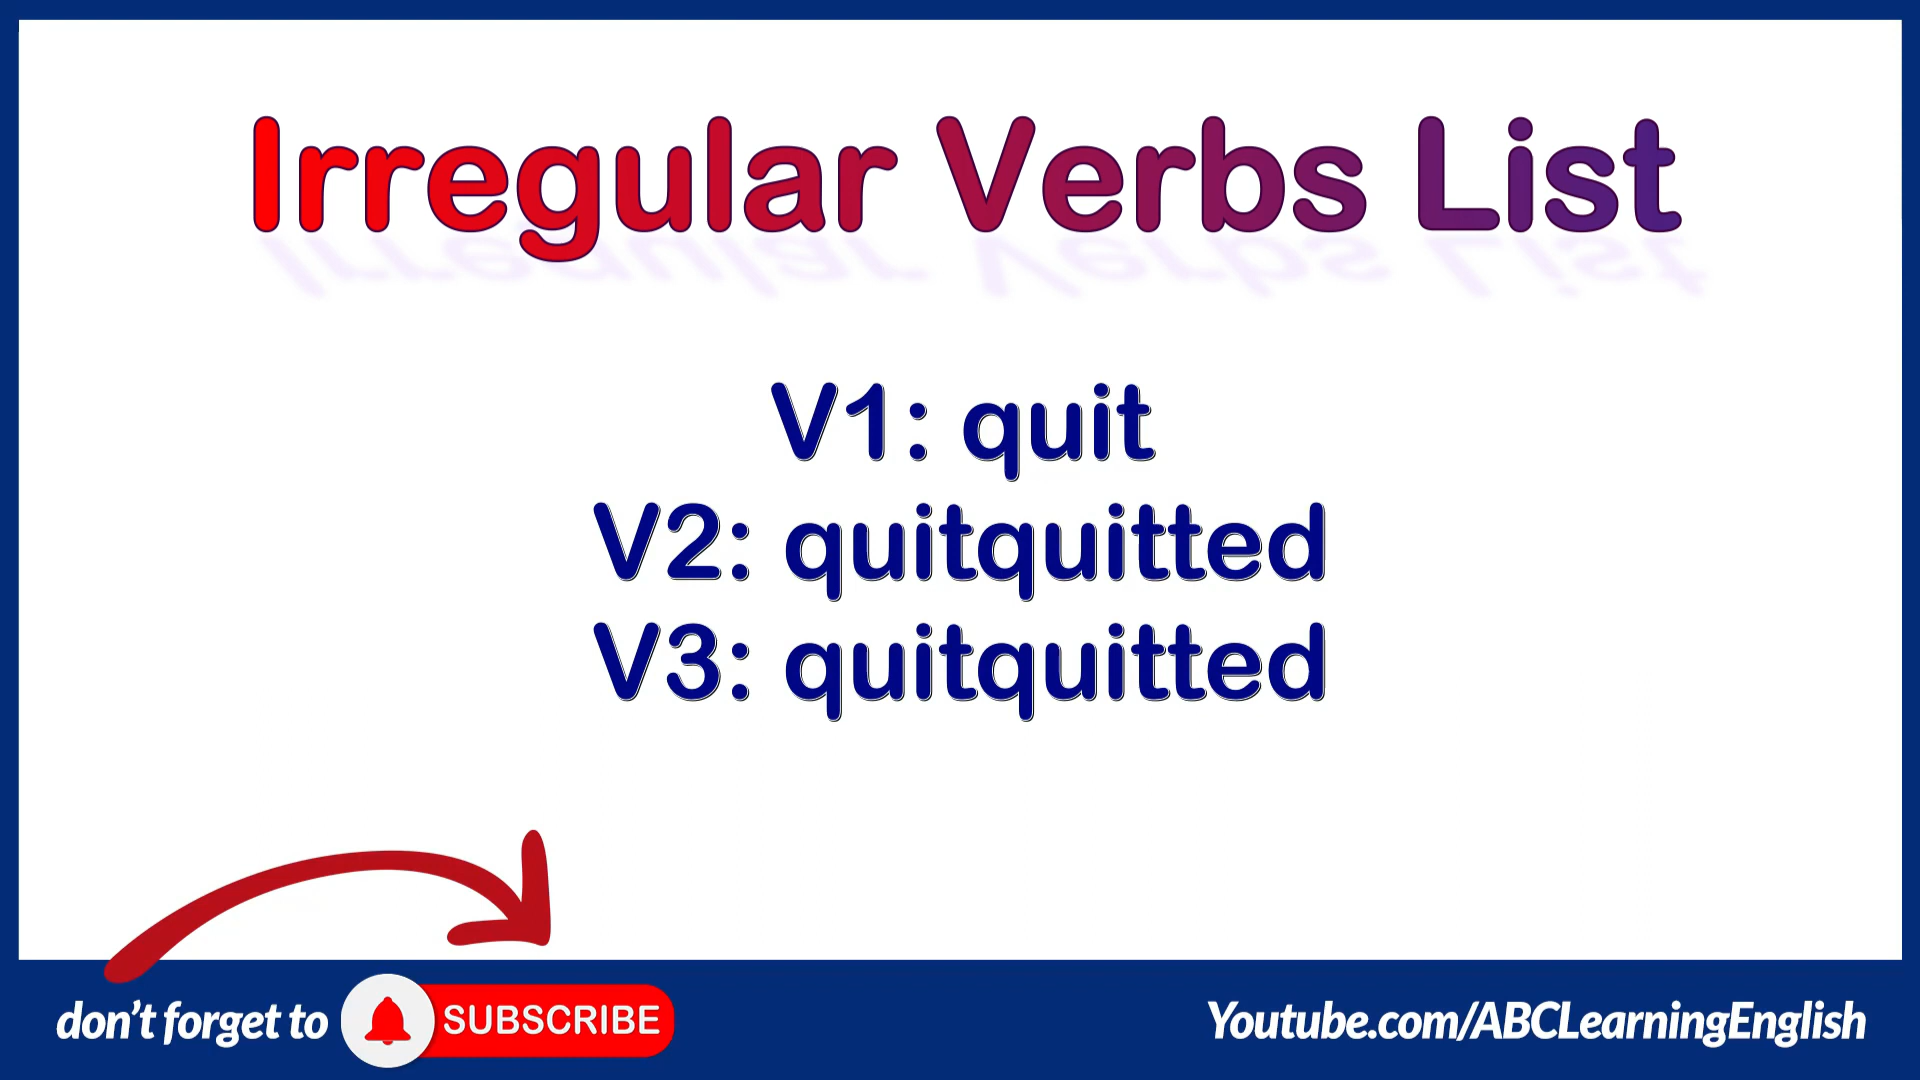 Irregular Verbs List
V1: quit
V2: quitquitted
V3: quitquitted
don't forget to SUBSCRIBE
Youtube.com/ABCLearningEnglish